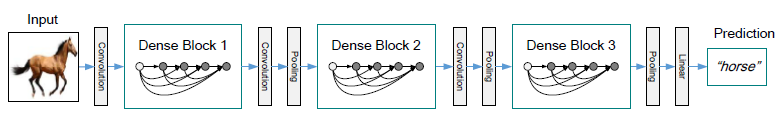 Input
Convolution
Dense Block 1
Convolution
Pooling
Dense Block 2
Convolution
Pooling
Dense Block 3
Pooling
Linear
Prediction
“horse”